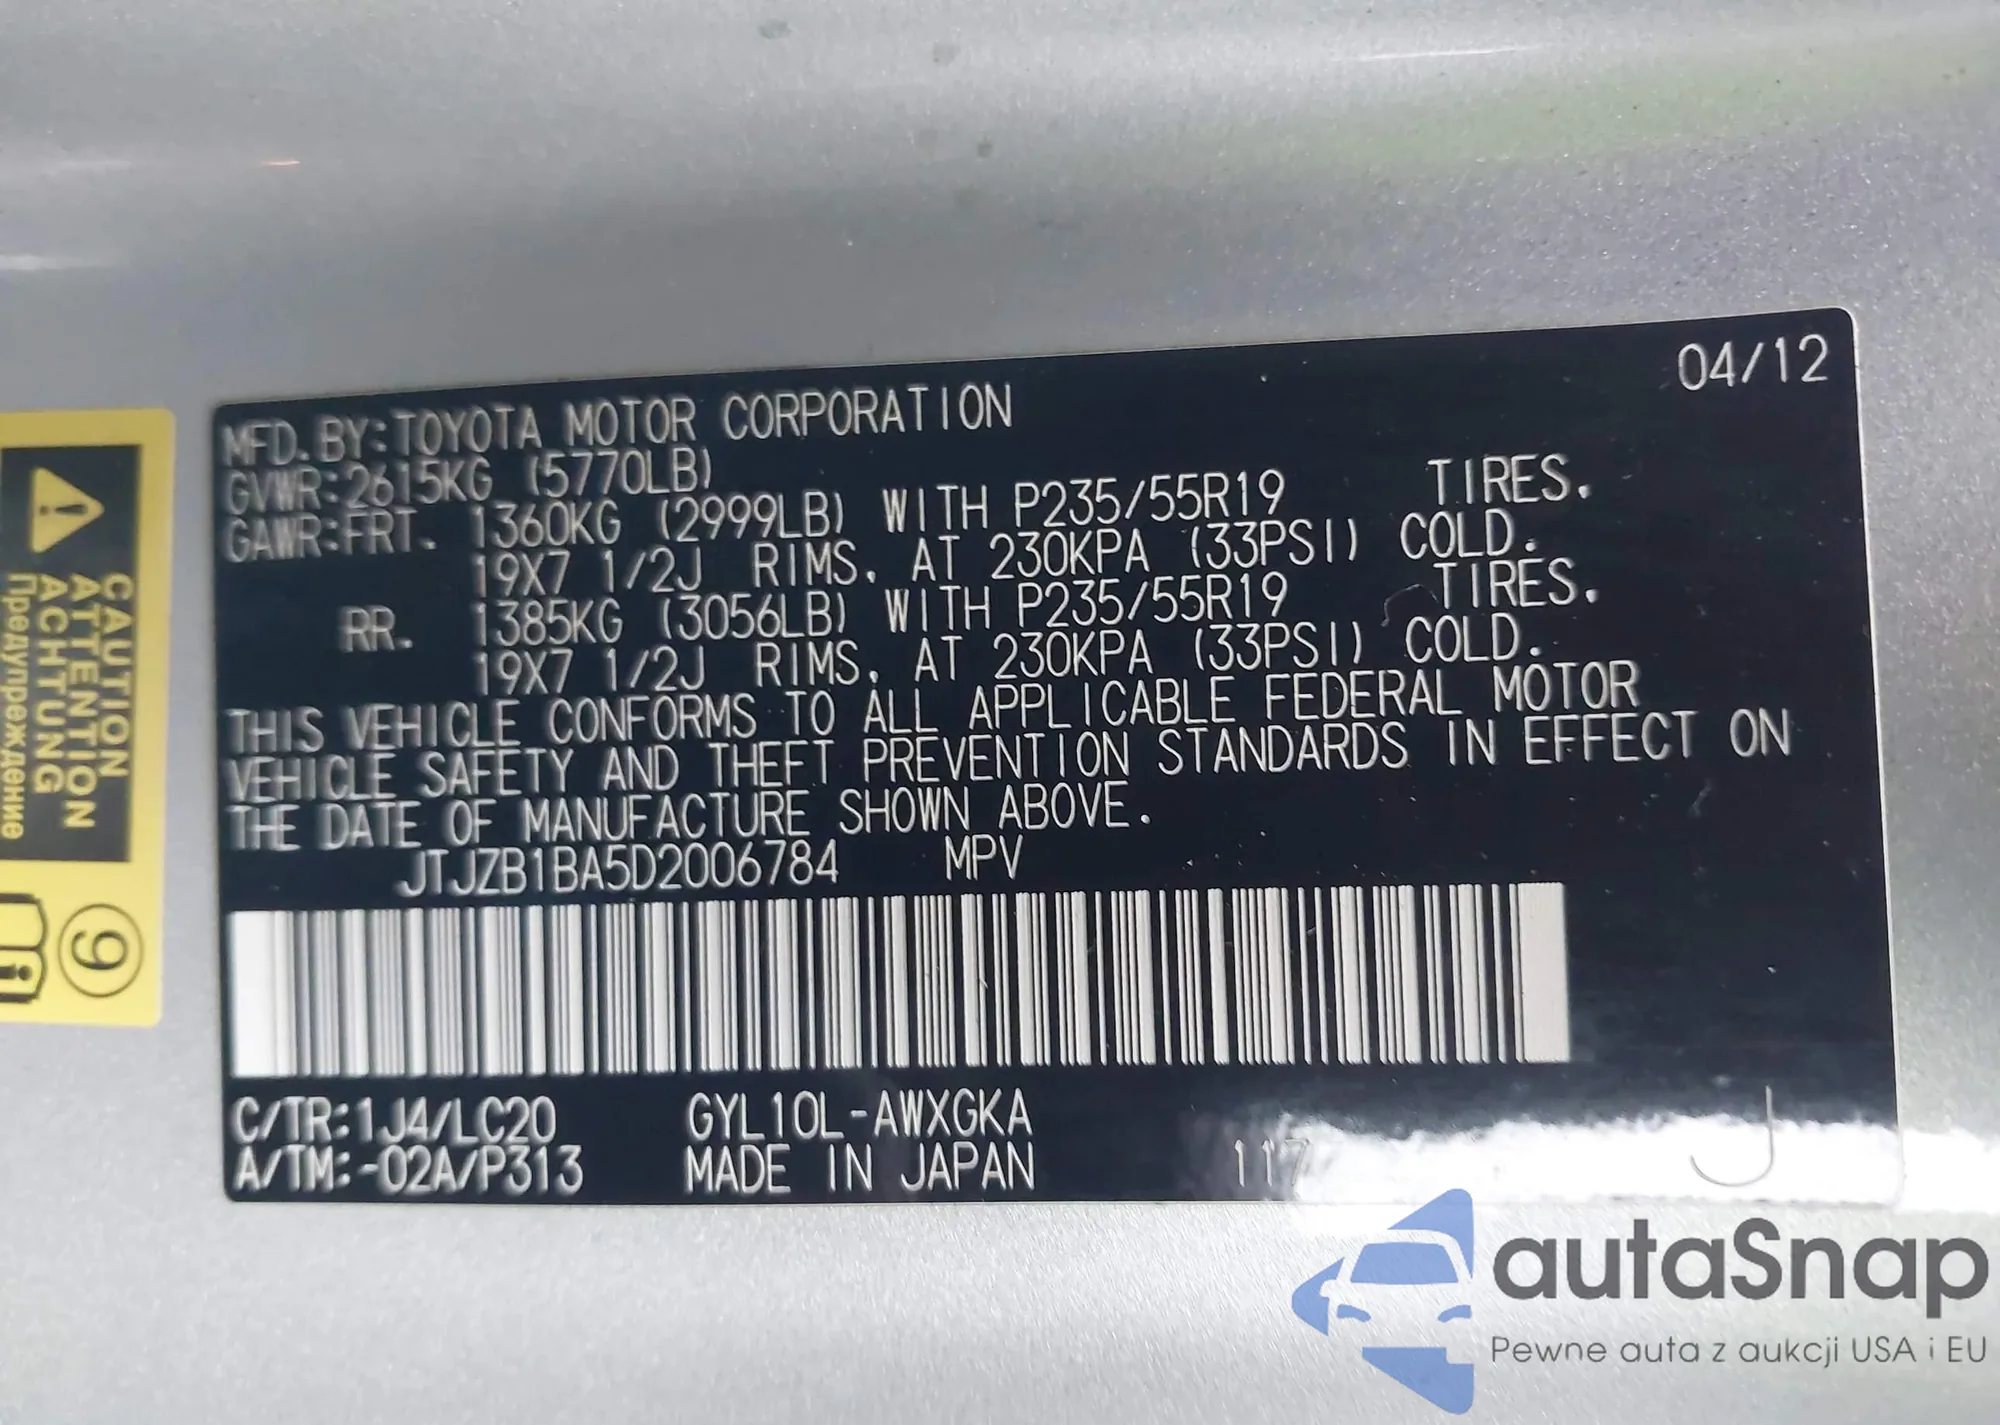 04/12
MFD.BY:TOYOTA MOTOR CORPORATION
GVWR:2615KG (5770LB)
GAWR:FRT. 1360KG (2999LB) WITH P235/55R19 TIRES.
19X7 1/2J RIMS, AT 230KPA (33PSI) COLD.
RR. 1385KG (3056LB) WITH P235/55R19 TIRES.
19X7 1/2J RIMS, AT 230KPA (33PSI) COLD.
THIS VEHICLE CONFORMS TO ALL APPLICABLE FEDERAL MOTOR
VEHICLE SAFETY AND THEFT PREVENTION STANDARDS IN EFFECT ON
THE DATE OF MANUFACTURE SHOWN ABOVE.
JTJZB1BA5D2006784 MPV
C/TR:1J4/LC20 GYL10L-AWXGKA
A/TM:-02A/P313 MADE IN JAPAN 117 J
CAUTION
ATTENTION
ACHTUNG
Предупреждение
9
autaSnap
Pewne auta z aukcji USA i EU